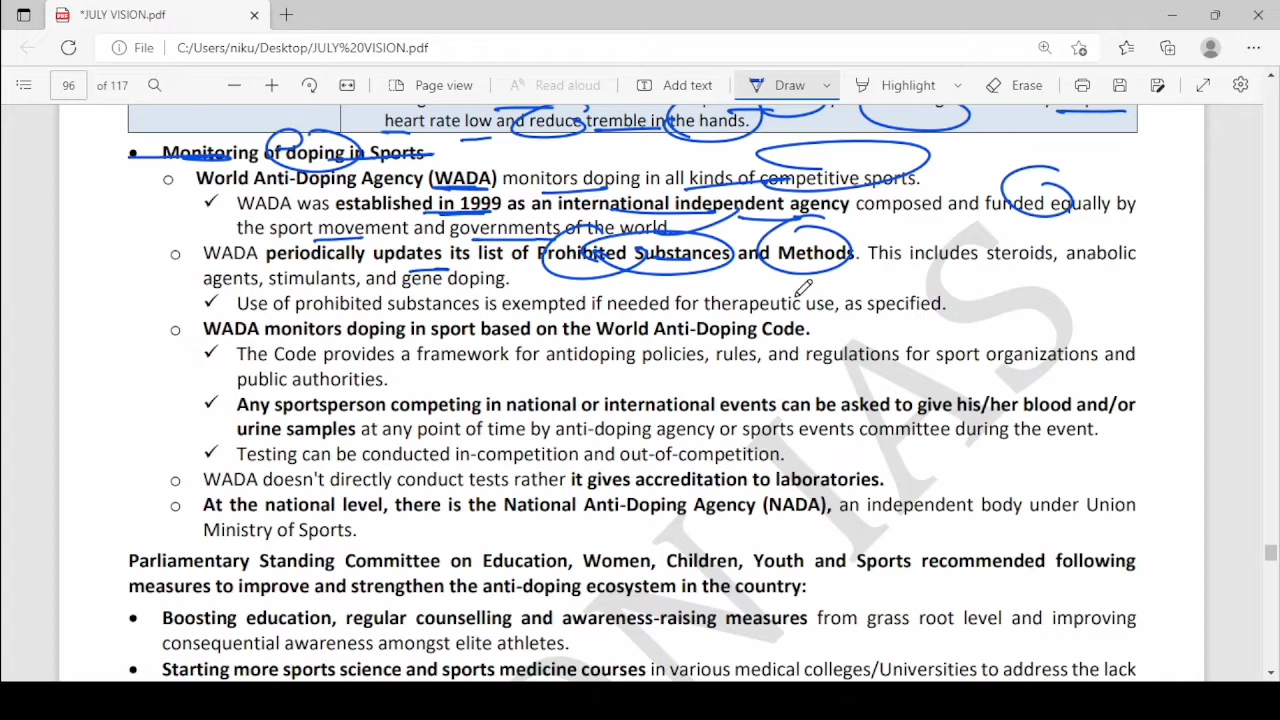 *JULY VISION.pdf
File C:/Users/niku/Desktop/JULY%20VISION.pdf
96 of 117 Page view Read aloud Add text Draw Highlight Erase
heart rate low and reduce tremble in the hands.
• Monitoring of doping in Sports
o World Anti-Doping Agency (WADA) monitors doping in all kinds of competitive sports.
✓ WADA was established in 1999 as an international independent agency composed and funded equally by
the sport movement and governments of the world.
o WADA periodically updates its list of Prohibited Substances and Methods. This includes steroids, anabolic
agents, stimulants, and gene doping.
✓ Use of prohibited substances is exempted if needed for therapeutic use, as specified.
o WADA monitors doping in sport based on the World Anti-Doping Code.
✓ The Code provides a framework for antidoping policies, rules, and regulations for sport organizations and
public authorities.
✓ Any sportsperson competing in national or international events can be asked to give his/her blood and/or
urine samples at any point of time by anti-doping agency or sports events committee during the event.
✓ Testing can be conducted in-competition and out-of-competition.
o WADA doesn't directly conduct tests rather it gives accreditation to laboratories.
o At the national level, there is the National Anti-Doping Agency (NADA), an independent body under Union
Ministry of Sports.
Parliamentary Standing Committee on Education, Women, Children, Youth and Sports recommended following
measures to improve and strengthen the anti-doping ecosystem in the country:
• Boosting education, regular counselling and awareness-raising measures from grass root level and improving
consequential awareness amongst elite athletes.
• Starting more sports science and sports medicine courses in various medical colleges/Universities to address the lack